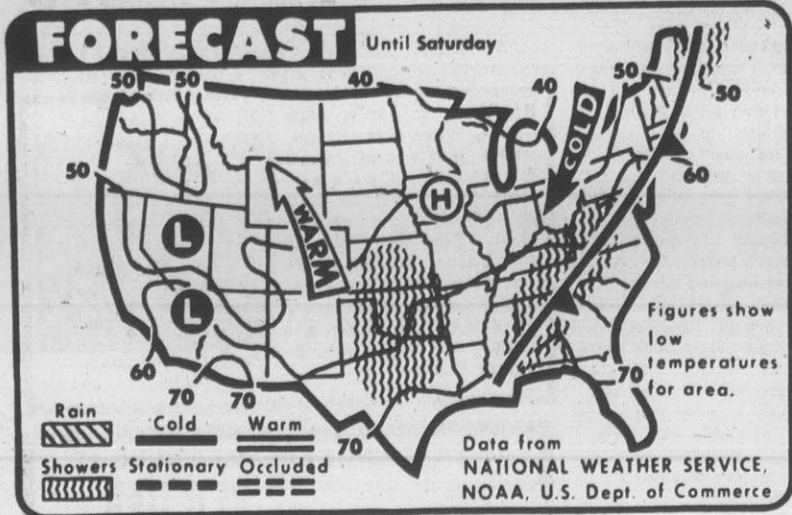 FORECAST Until Saturday
50 50 40
40
50
50
COLD
60
50
H
L
WARM
L
60
70 70
70
70
Figures show
low
temperatures
for area.
Rain Cold Warm
Showers Stationary Occluded
Data from
NATIONAL WEATHER SERVICE,
NOAA, U.S. Dept. of Commerce